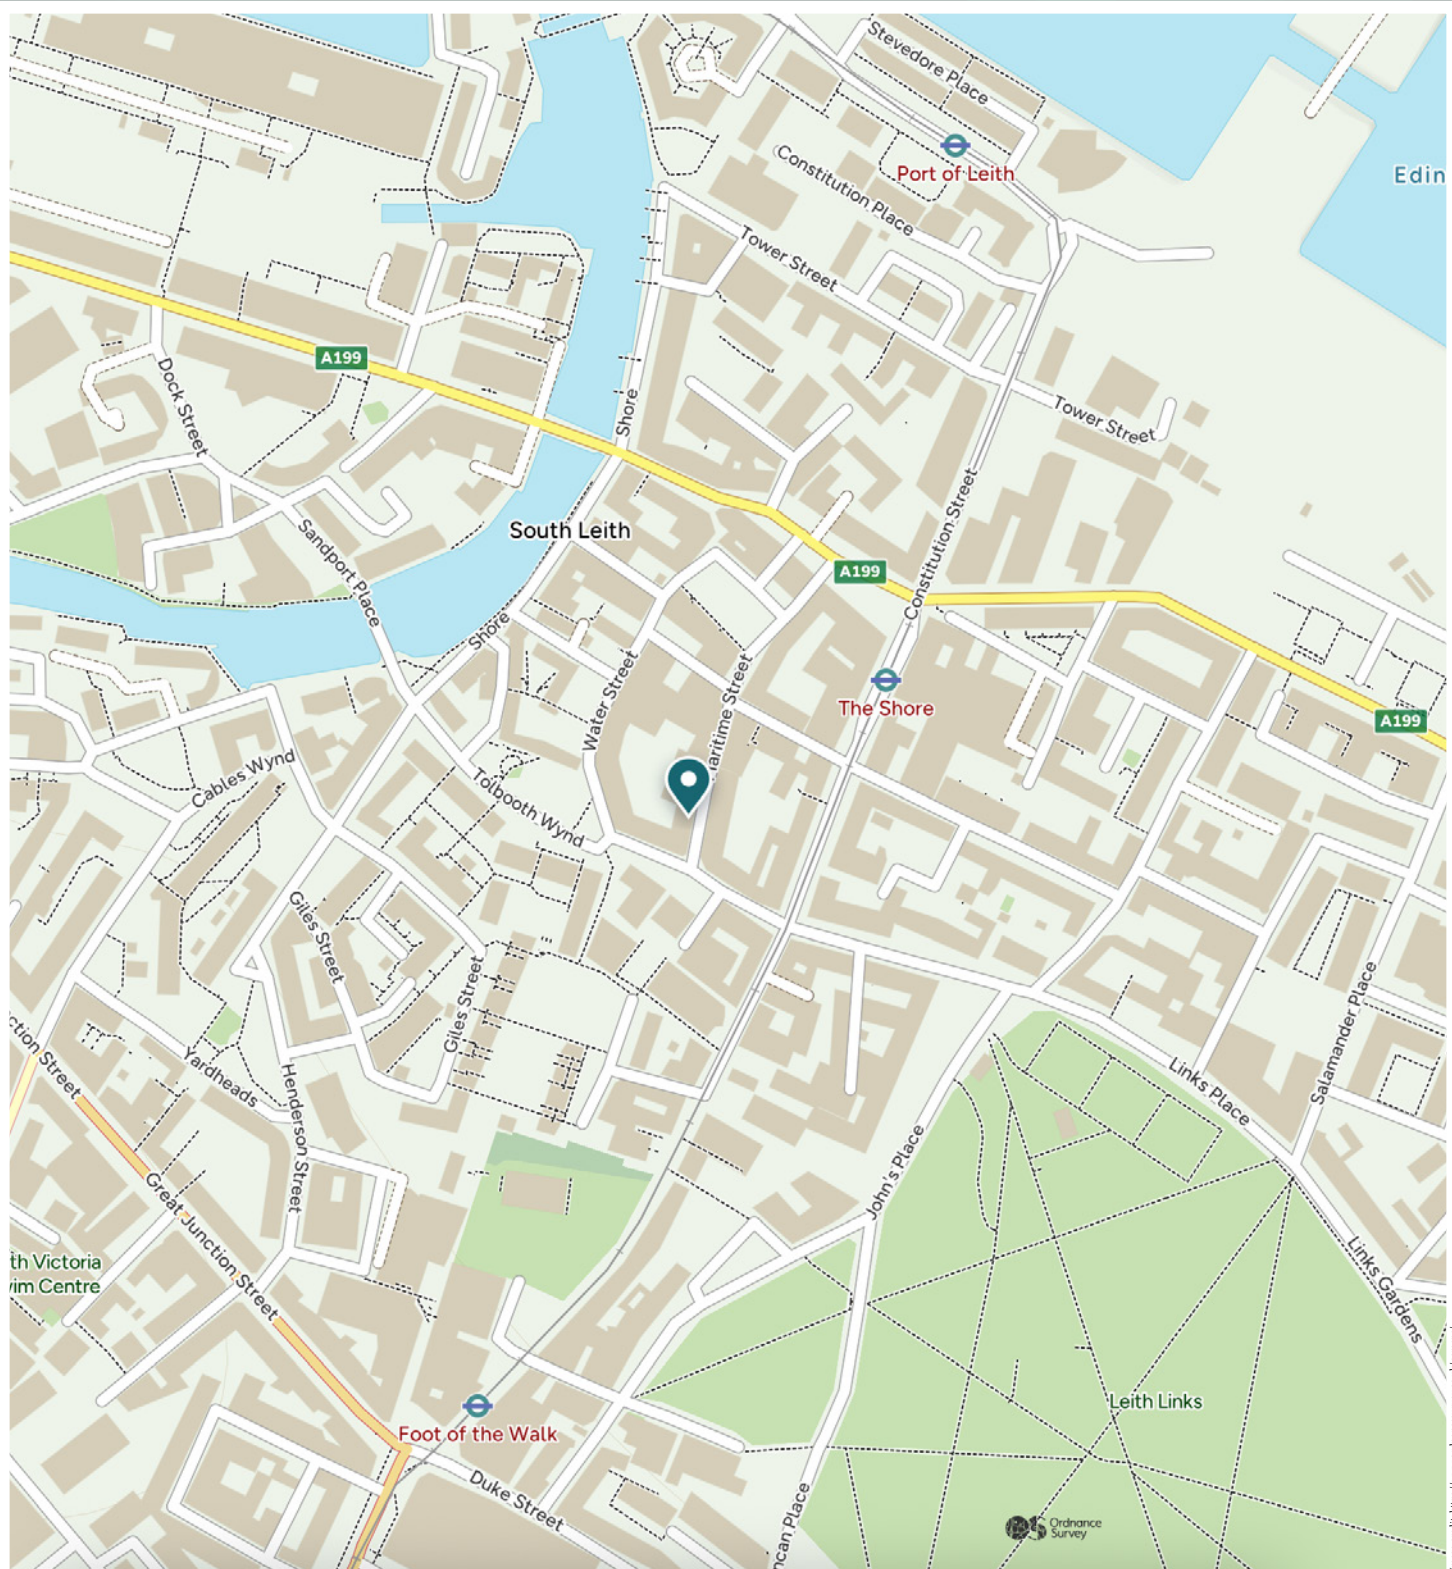 Stevedore Place
Port of Leith
Edin
Constitution Place
Tower Street
A199
Dock Street
Shore
Tower Street
South Leith
Sandport Place
A199
Constitution Street
Shore
Water Street
Maritime Street
The Shore
A199
Cables Wynd
Tolbooth Wynd
Giles Street
Giles Street
Salamander Place
ction Street
Yardheads
Henderson Street
Links Place
John's Place
Great Junction Street
th Victoria
vim Centre
Links Gardens
Leith Links
Foot of the Walk
Duke Street
ncan Place
OS Ordnance
Survey